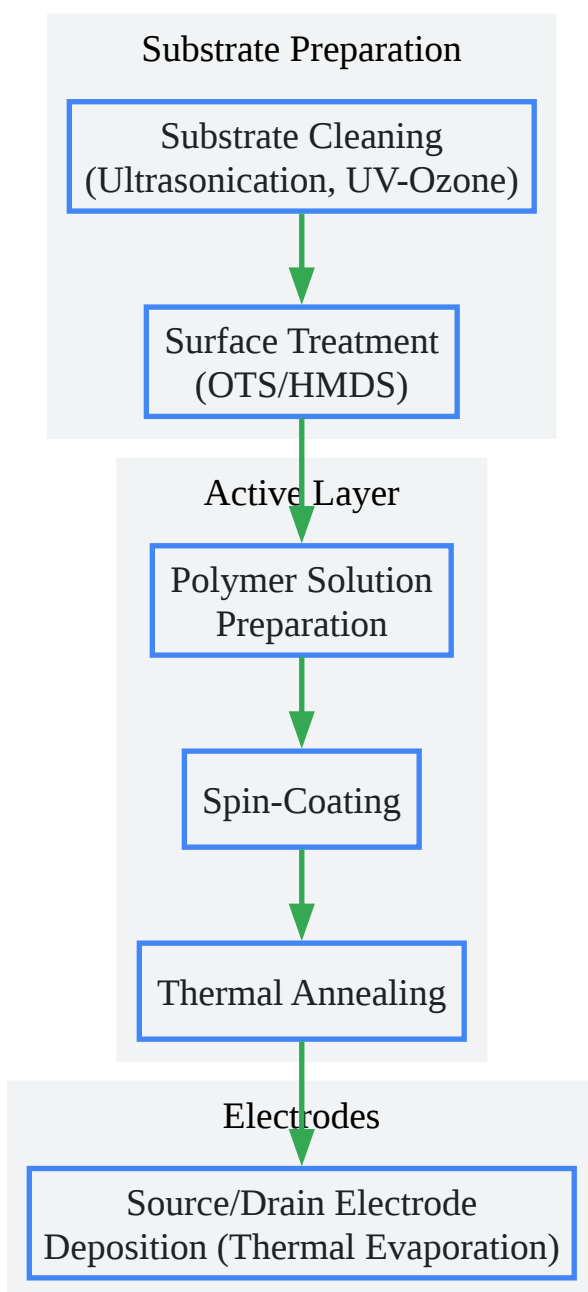 Substrate Preparation
Substrate Cleaning
(Ultrasonication, UV-Ozone)
Surface Treatment
(OTS/HMDS)
Active Layer
Polymer Solution
Preparation
Spin-Coating
Thermal Annealing
Electrodes
Source/Drain Electrode
Deposition (Thermal Evaporation)